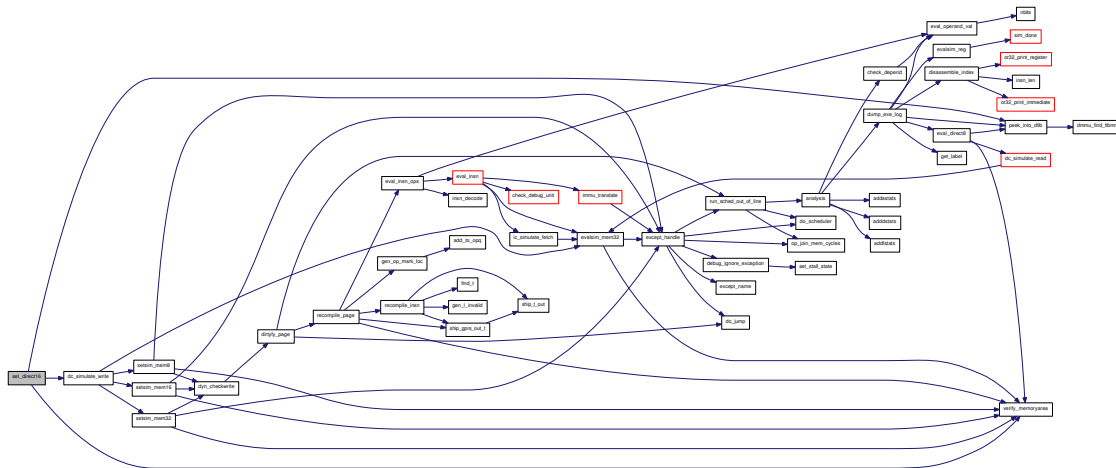 set_direct16
dc_simulate_write
setsim_mem8
setsim_mem16
setsim_mem32
dyn_checkwrite
dirtyfy_page
recompile_page
eval_insn_ops
gen_op_mark_loc
add_to_opq
recompile_insn
eval_insn
insn_decode
find_t
gen_l_invalid
ship_gprs_out_t
ship_t_out
check_debug_unit
ic_simulate_fetch
immu_translate
evalsim_mem32
except_handle
run_sched_out_of_line
do_scheduler
op_join_mem_cycles
debug_ignore_exception
set_stall_state
except_name
do_jump
analysis
addsstats
adddstats
addfstats
check_depend
dump_exe_log
eval_operand_val
nbits
evalsim_reg
sim_done
disassemble_index
or32_print_register
insn_len
or32_print_immediate
eval_direct8
peek_into_dtlb
dmmu_find_tlbmr
get_label
dc_simulate_read
verify_memoryarea